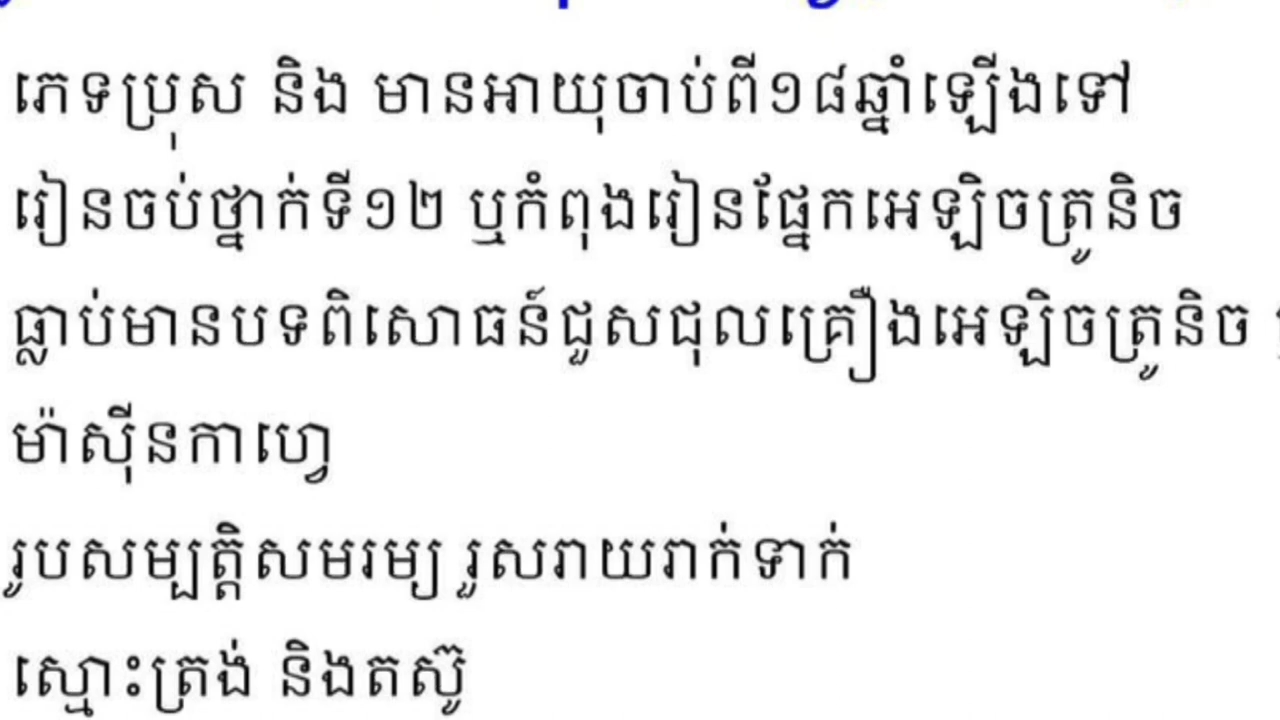 ភេទប្រុស និង មានអាយុចាប់ពី១៨ឆ្នាំឡើងទៅ
រៀនចប់ថ្នាក់ទី១២ ឬកំពុងរៀនផ្នែកអេឡិចត្រូនិច
ធ្លាប់មានបទពិសោធន៍ជួសជុលគ្រឿងអេឡិចត្រូនិច
ម៉ាស៊ីនកាហ្វេ
រូបសម្បត្តិសមរម្យ រួសរាយរាក់ទាក់
ស្មោះត្រង់ និងតស៊ូ